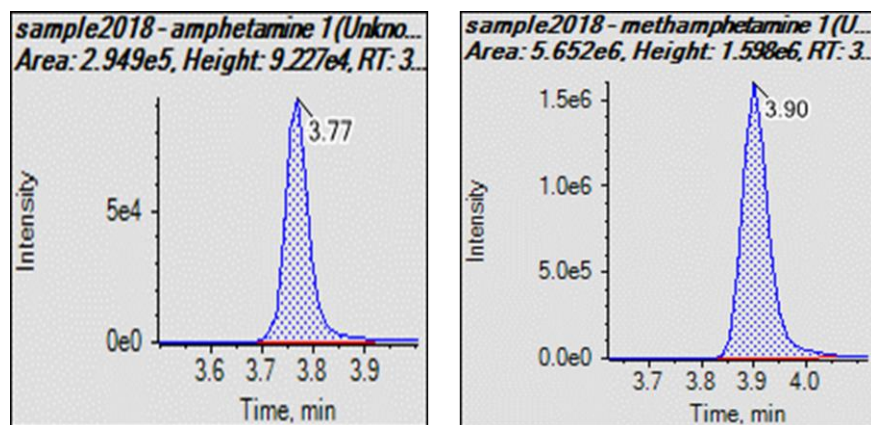 sample2018 - amphetamine 1 (Unkno...
Area: 2.949e5, Height: 9.227e4, RT: 3...
3.77
5e4
0e0
Intensity
3.6 3.7 3.8 3.9
Time, min
sample2018 - methamphetamine 1 (U...
Area: 5.652e6, Height: 1.598e6, RT: 3...
3.90
1.5e6
1.0e6
5.0e5
0.0e0
Intensity
3.7 3.8 3.9 4.0
Time, min